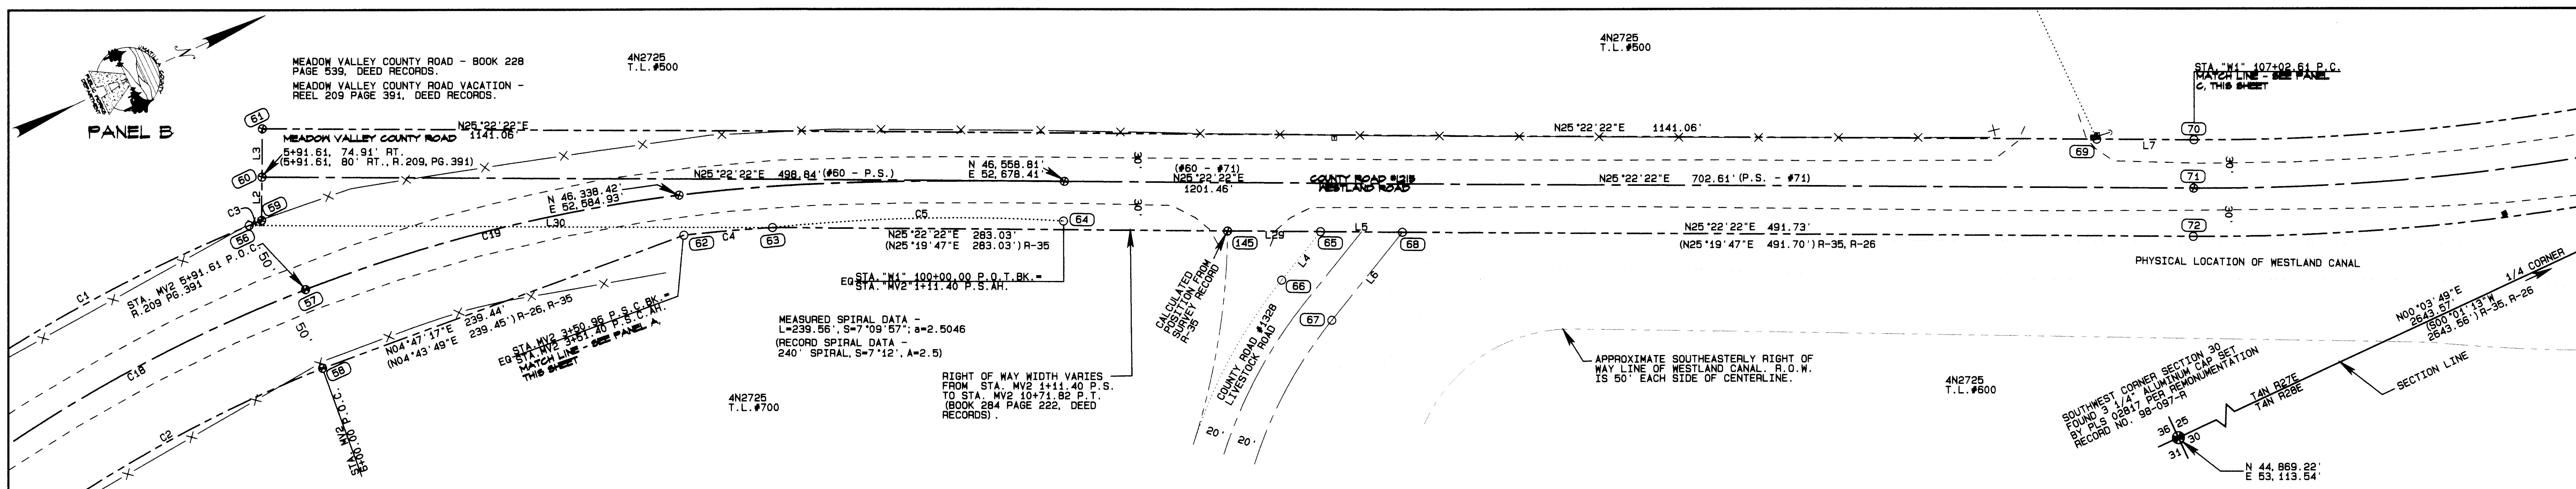 N
UMATILLA COUNTY
PANEL B
MEADOW VALLEY COUNTY ROAD - BOOK 228
PAGE 539, DEED RECORDS.
MEADOW VALLEY COUNTY ROAD VACATION -
REEL 209 PAGE 391, DEED RECORDS.
4N2725
T.L.#500
4N2725
T.L.#500
STA. "W1" 107+02.61 P.C.
MATCH LINE - SEE PANEL
C, THIS SHEET
61
N25°22'22"E
1141.06'
MEADOW VALLEY COUNTY ROAD
5+91.61, 74.91' RT.
(5+91.61, 80' RT., R.209, PG.391)
L3
60
L2
59
C3
56
N25°22'22"E 1141.06'
69
L7
70
30'
30'
N25°22'22"E 498.84'(#60 - P.S.)
N 46,558.81'
E 52,678.41'
(#60 - #71)
N25°22'22"E
1201.46'
COUNTY ROAD #1215
WESTLAND ROAD
N25°22'22"E 702.61'(P.S. - #71)
71
N 46,338.42'
E 52,584.93'
C19
L30
30'
30'
C5
64
C4
62
63
N25°22'22"E 283.03'
(N25°19'47"E 283.03')R-35
145
L29
65
L5
68
N25°22'22"E 491.73'
(N25°19'47"E 491.70')R-35, R-26
72
PHYSICAL LOCATION OF WESTLAND CANAL
50'
57
50'
C1
STA. MV2 5+91.61 P.O.C.
R.209 PG.391
C18
58
C2
STA. MV2
6+00.00 P.O.C.
N04°47'17"E 239.44'
(N04°43'49"E 239.45')R-26, R-35
STA. MV2 3+50.96 P.S.C.BK.=
EQ STA. MV2 3+51.40 P.S.C.AH.
MATCH LINE - SEE PANEL A,
THIS SHEET
STA. "W1" 100+00.00 P.O.T.BK.=
EQ STA. "MV2"1+11.40 P.S.AH.
MEASURED SPIRAL DATA -
L=239.56', S=7°09'57"; a=2.5046
(RECORD SPIRAL DATA -
240' SPIRAL, S=7°12', A=2.5)
CALCULATED
POSITION FROM
SURVEY RECORD
R-35
L4
66
L6
67
COUNTY ROAD #1328
LIVESTOCK ROAD
20'
20'
RIGHT OF WAY WIDTH VARIES
FROM STA. MV2 1+11.40 P.S.
TO STA. MV2 10+71.82 P.T.
(BOOK 284 PAGE 222, DEED
RECORDS).
4N2725
T.L.#700
APPROXIMATE SOUTHEASTERLY RIGHT OF
WAY LINE OF WESTLAND CANAL. R.O.W.
IS 50' EACH SIDE OF CENTERLINE.
4N2725
T.L.#600
1/4 CORNER
N00°03'49"E
2643.57'
(S00°01'13"W
2643.56')R-35, R-26
SECTION LINE
SOUTHWEST CORNER SECTION 30
FOUND 3 1/4" ALUMINUM CAP SET
BY PLS 02817 PER REMONUMENTATION
RECORD NO. 98-097-R
T4N R27E
T4N R28E
36
25
31
30
N 44,869.22'
E 53,113.54'